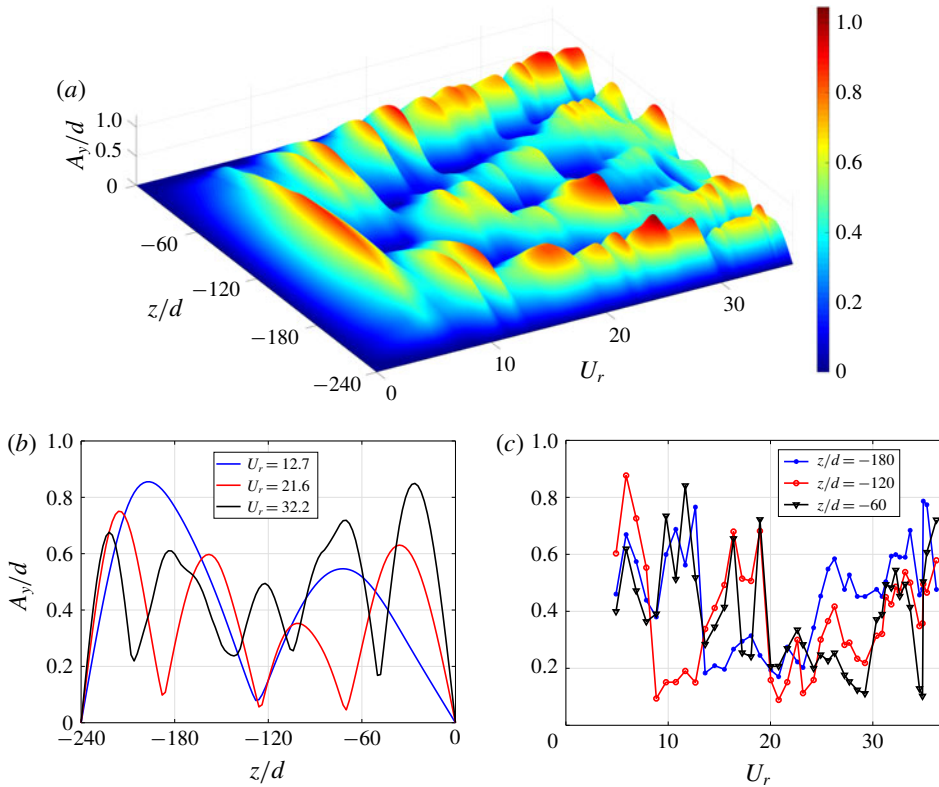 (a)
A_y/d
1.0
0.5
0
−60
−120
−180
−240
z/d
0
10
20
30
U_r
1.0
0.8
0.6
0.4
0.2
0
(b)
A_y/d
1.0
0.8
0.6
0.4
0.2
0
U_r = 12.7
U_r = 21.6
U_r = 32.2
−240
−180
−120
−60
0
z/d
(c)
1.0
0.8
0.6
0.4
0.2
z/d = −180
z/d = −120
z/d = −60
0
10
20
30
U_r